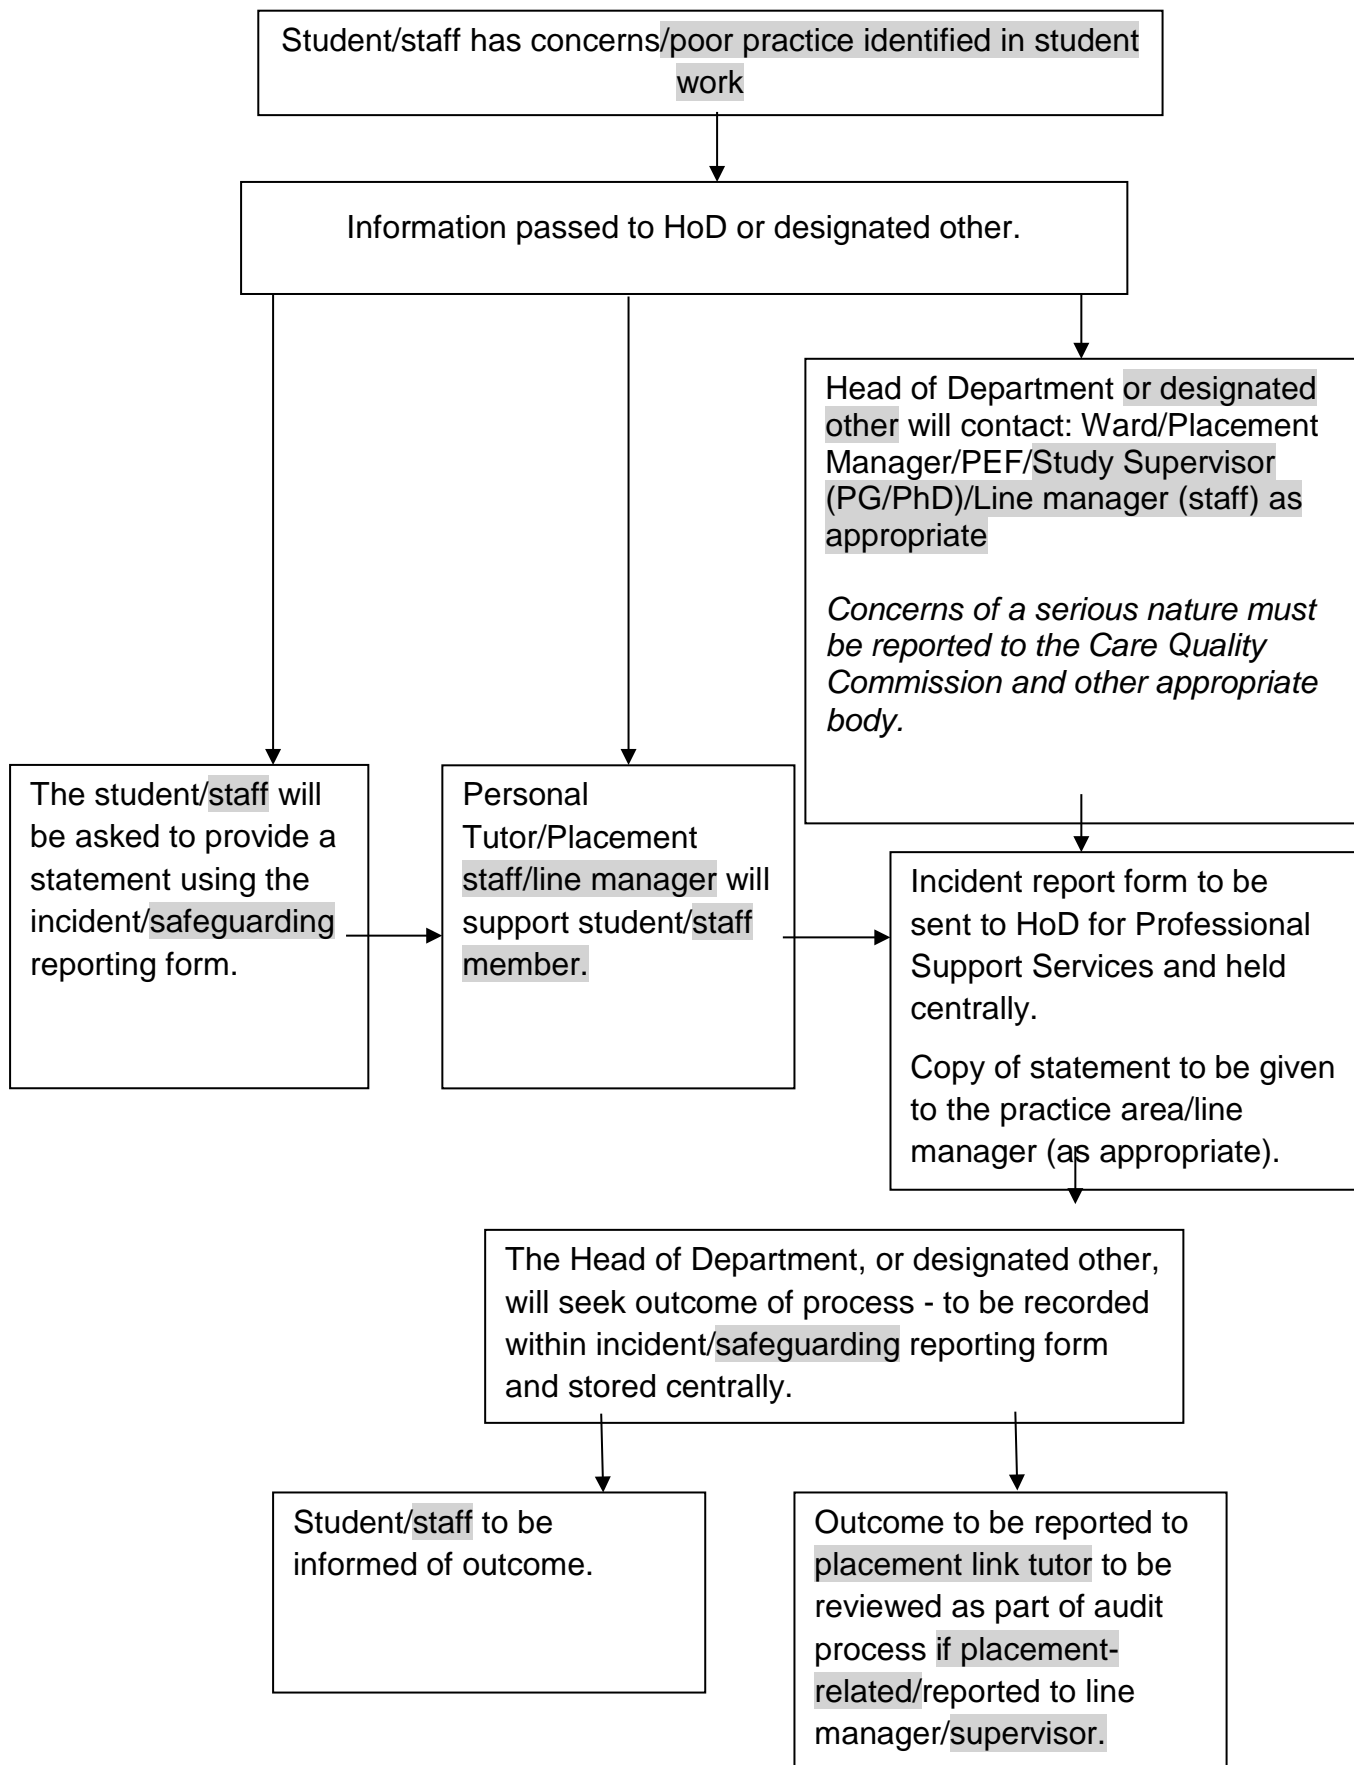 Student/staff has concerns/poor practice identified in student
work
Information passed to HoD or designated other.
Head of Department or designated
other will contact: Ward/Placement
Manager/PEF/Study Supervisor
(PG/PhD)/Line manager (staff) as
appropriate
Concerns of a serious nature must
be reported to the Care Quality
Commission and other appropriate
body.
The student/staff will
be asked to provide a
statement using the
incident/safeguarding
reporting form.
Personal
Tutor/Placement
staff/line manager will
support student/staff
member.
Incident report form to be
sent to HoD for Professional
Support Services and held
centrally.
Copy of statement to be given
to the practice area/line
manager (as appropriate).
The Head of Department, or designated other,
will seek outcome of process - to be recorded
within incident/safeguarding reporting form
and stored centrally.
Student/staff to be
informed of outcome.
Outcome to be reported to
placement link tutor to be
reviewed as part of audit
process if placement-
related/reported to line
manager/supervisor.